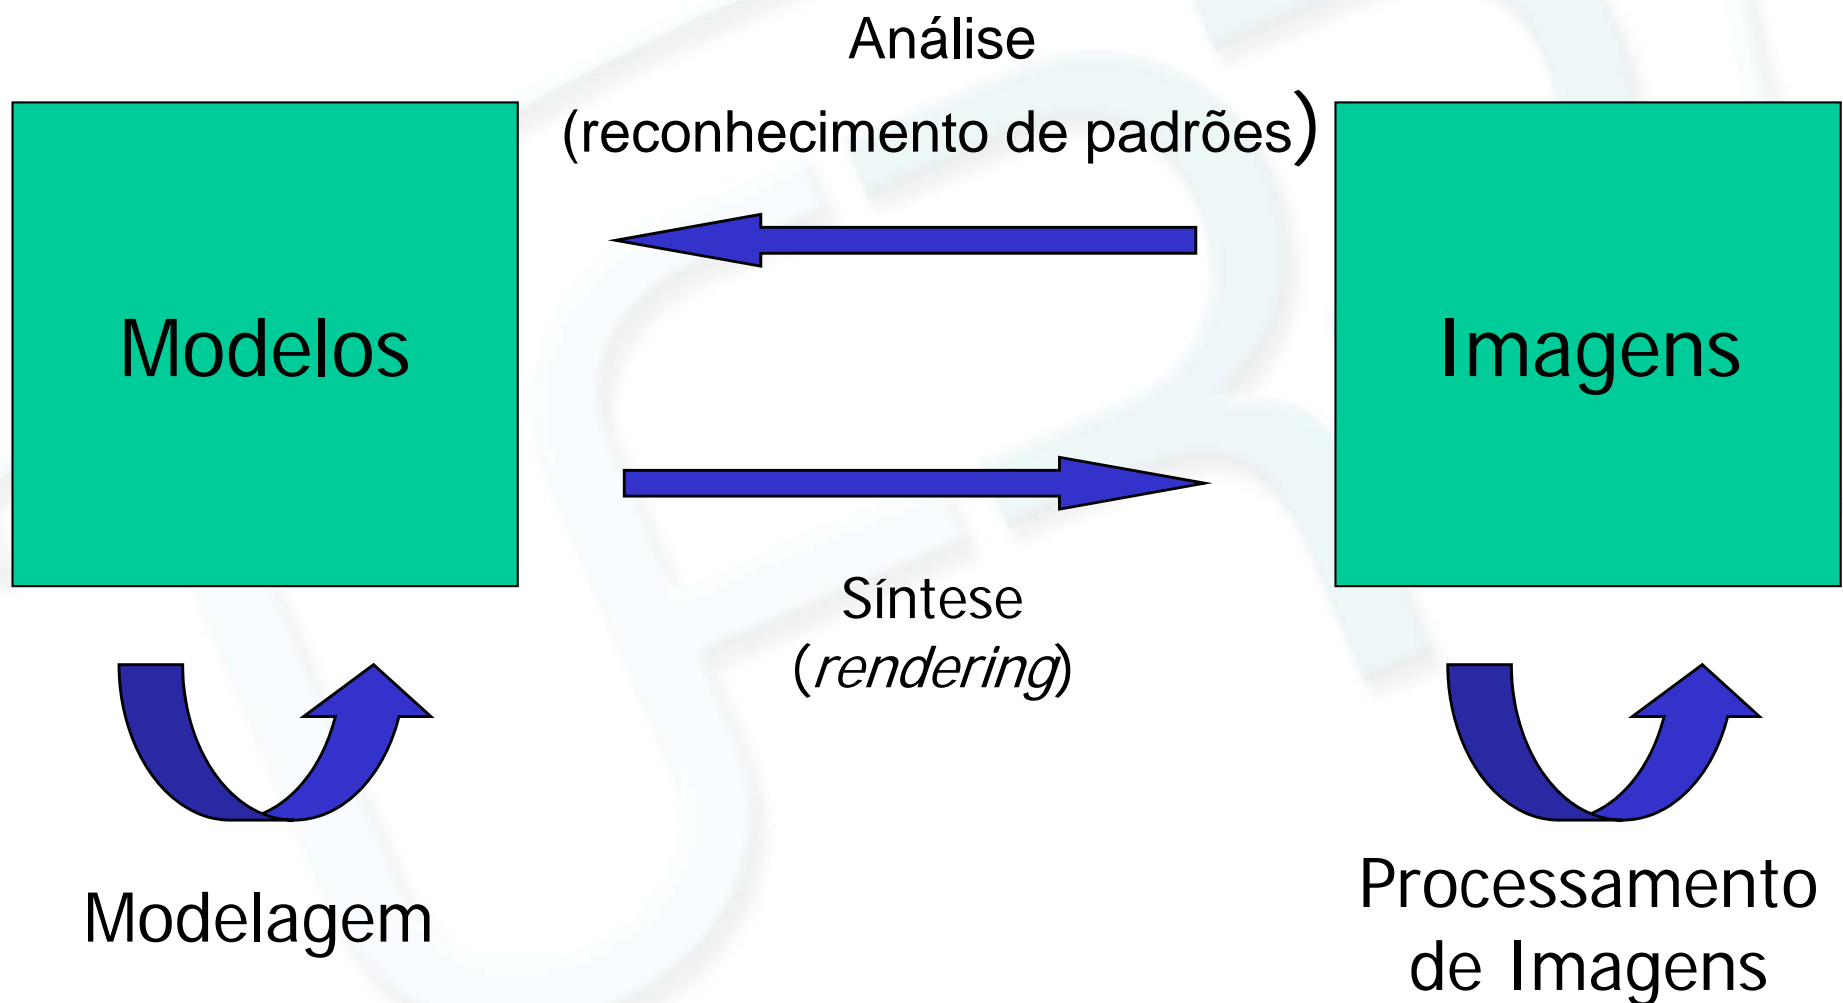 Análise
(reconhecimento de padrões)
Modelos
Imagens
Síntese
(rendering)
Modelagem
Processamento
de Imagens